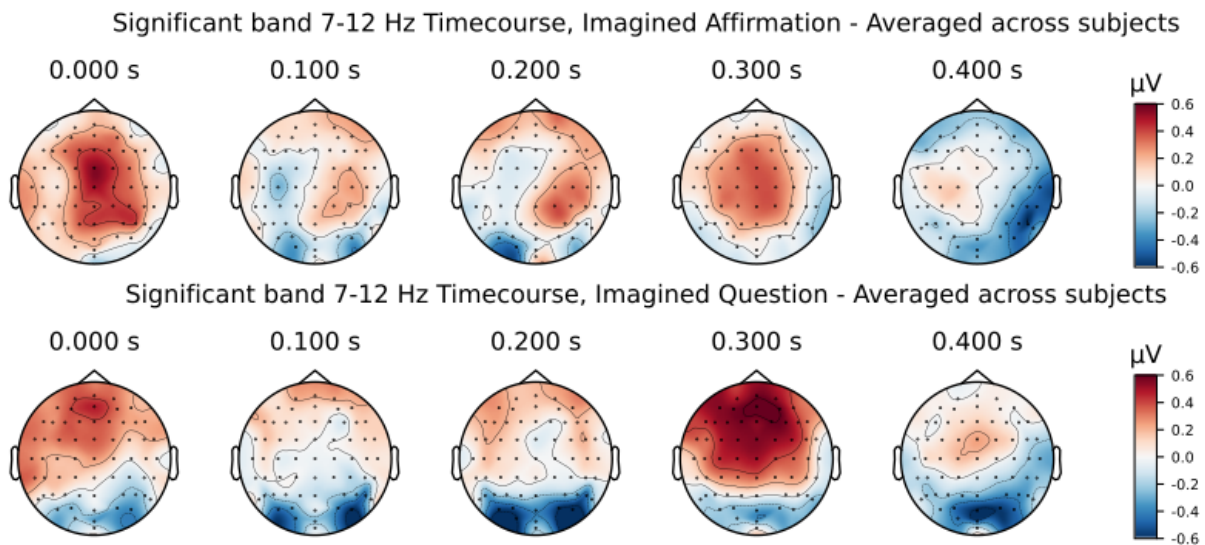 Significant band 7-12 Hz Timecourse, Imagined Affirmation - Averaged across subjects
0.000 s 0.100 s 0.200 s 0.300 s 0.400 s
µV
0.6
0.4
0.2
0.0
-0.2
-0.4
-0.6
Significant band 7-12 Hz Timecourse, Imagined Question - Averaged across subjects
0.000 s 0.100 s 0.200 s 0.300 s 0.400 s
µV
0.6
0.4
0.2
0.0
-0.2
-0.4
-0.6